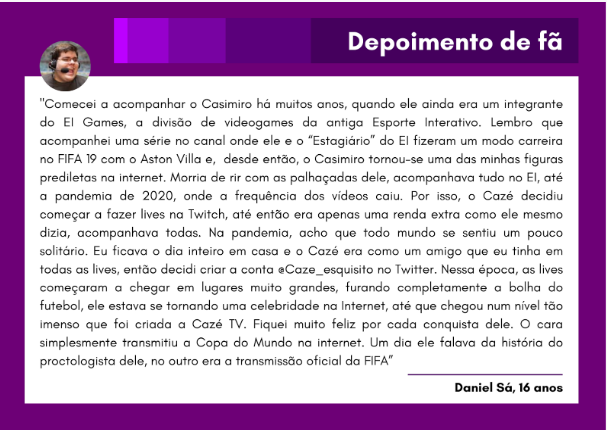 Depoimento de fã
"Comecei a acompanhar o Casimiro há muitos anos, quando ele ainda era um integrante
do EI Games, a divisão de videogames da antiga Esporte Interativo. Lembro que
acompanhei uma série no canal onde ele e o “Estagiário” do EI fizeram um modo carreira
no FIFA 19 com o Aston Villa e, desde então, o Casimiro tornou-se uma das minhas figuras
prediletas na internet. Morria de rir com as palhaçadas dele, acompanhava tudo no EI, até
a pandemia de 2020, onde a frequência dos vídeos caiu. Por isso, o Cazé decidiu
começar a fazer lives na Twitch, até então era apenas uma renda extra como ele mesmo
dizia, acompanhava todas. Na pandemia, acho que todo mundo se sentiu um pouco
solitário. Eu ficava o dia inteiro em casa e o Cazé era como um amigo que eu tinha em
todas as lives, então decidi criar a conta @Caze_esquisito no Twitter. Nessa época, as lives
começaram a chegar em lugares muito grandes, furando completamente a bolha do
futebol, ele estava se tornando uma celebridade na Internet, até que chegou num nível tão
imenso que foi criada a Cazé TV. Fiquei muito feliz por cada conquista dele. O cara
simplesmente transmitiu a Copa do Mundo na internet. Um dia ele falava da história do
proctologista dele, no outro era a transmissão oficial da FIFA”
Daniel Sá, 16 anos